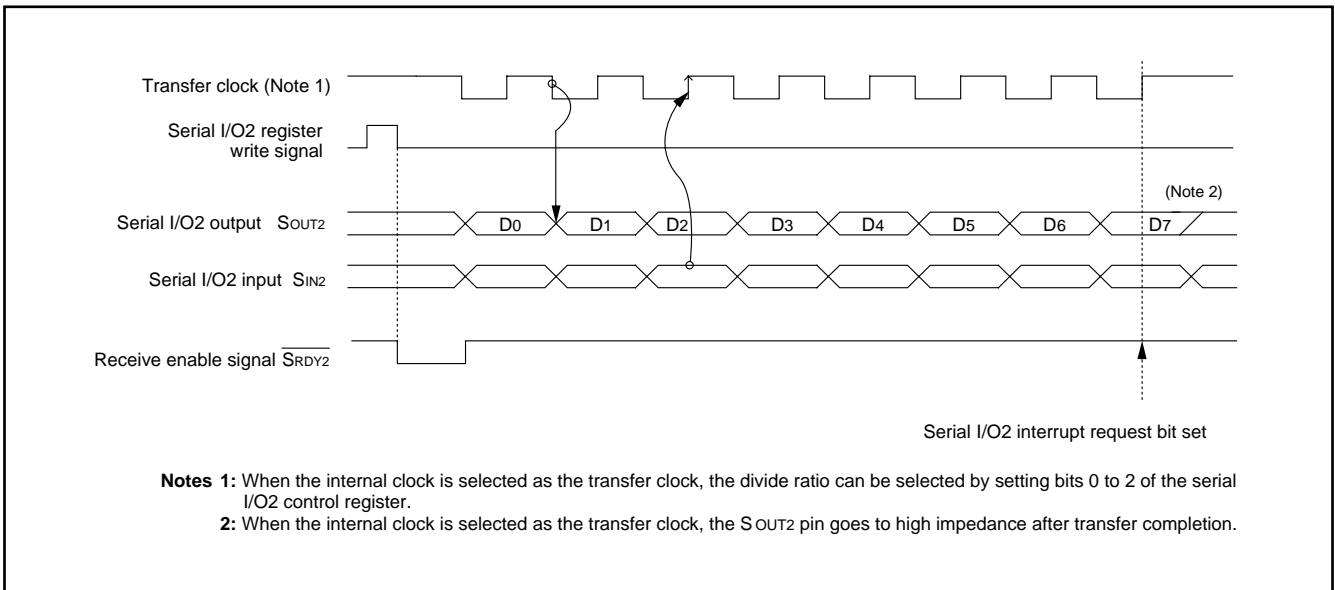 Transfer clock (Note 1)
Serial I/O2 register
write signal
(Note 2)
Serial I/O2 output SOUT2
D0 D1 D2 D3 D4 D5 D6 D7
Serial I/O2 input SIN2
Receive enable signal SRDY2
Serial I/O2 interrupt request bit set
Notes 1: When the internal clock is selected as the transfer clock, the divide ratio can be selected by setting bits 0 to 2 of the serial
I/O2 control register.
2: When the internal clock is selected as the transfer clock, the S OUT2 pin goes to high impedance after transfer completion.